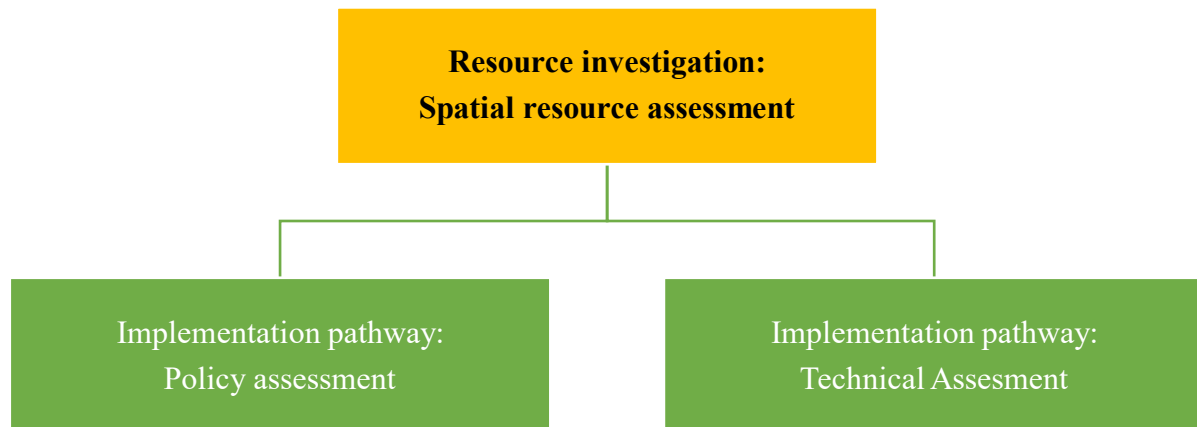 Resource investigation:
Spatial resource assessment
Implementation pathway:
Policy assessment
Implementation pathway:
Technical Assesment